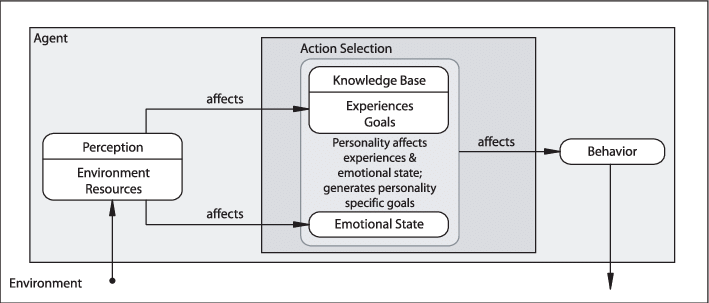 Agent
Action Selection
Knowledge Base
Experiences
Goals
affects
Perception
Environment
Resources
Personality affects
experiences &
emotional state;
generates personality
specific goals
affects
Behavior
affects
Emotional State
Environment